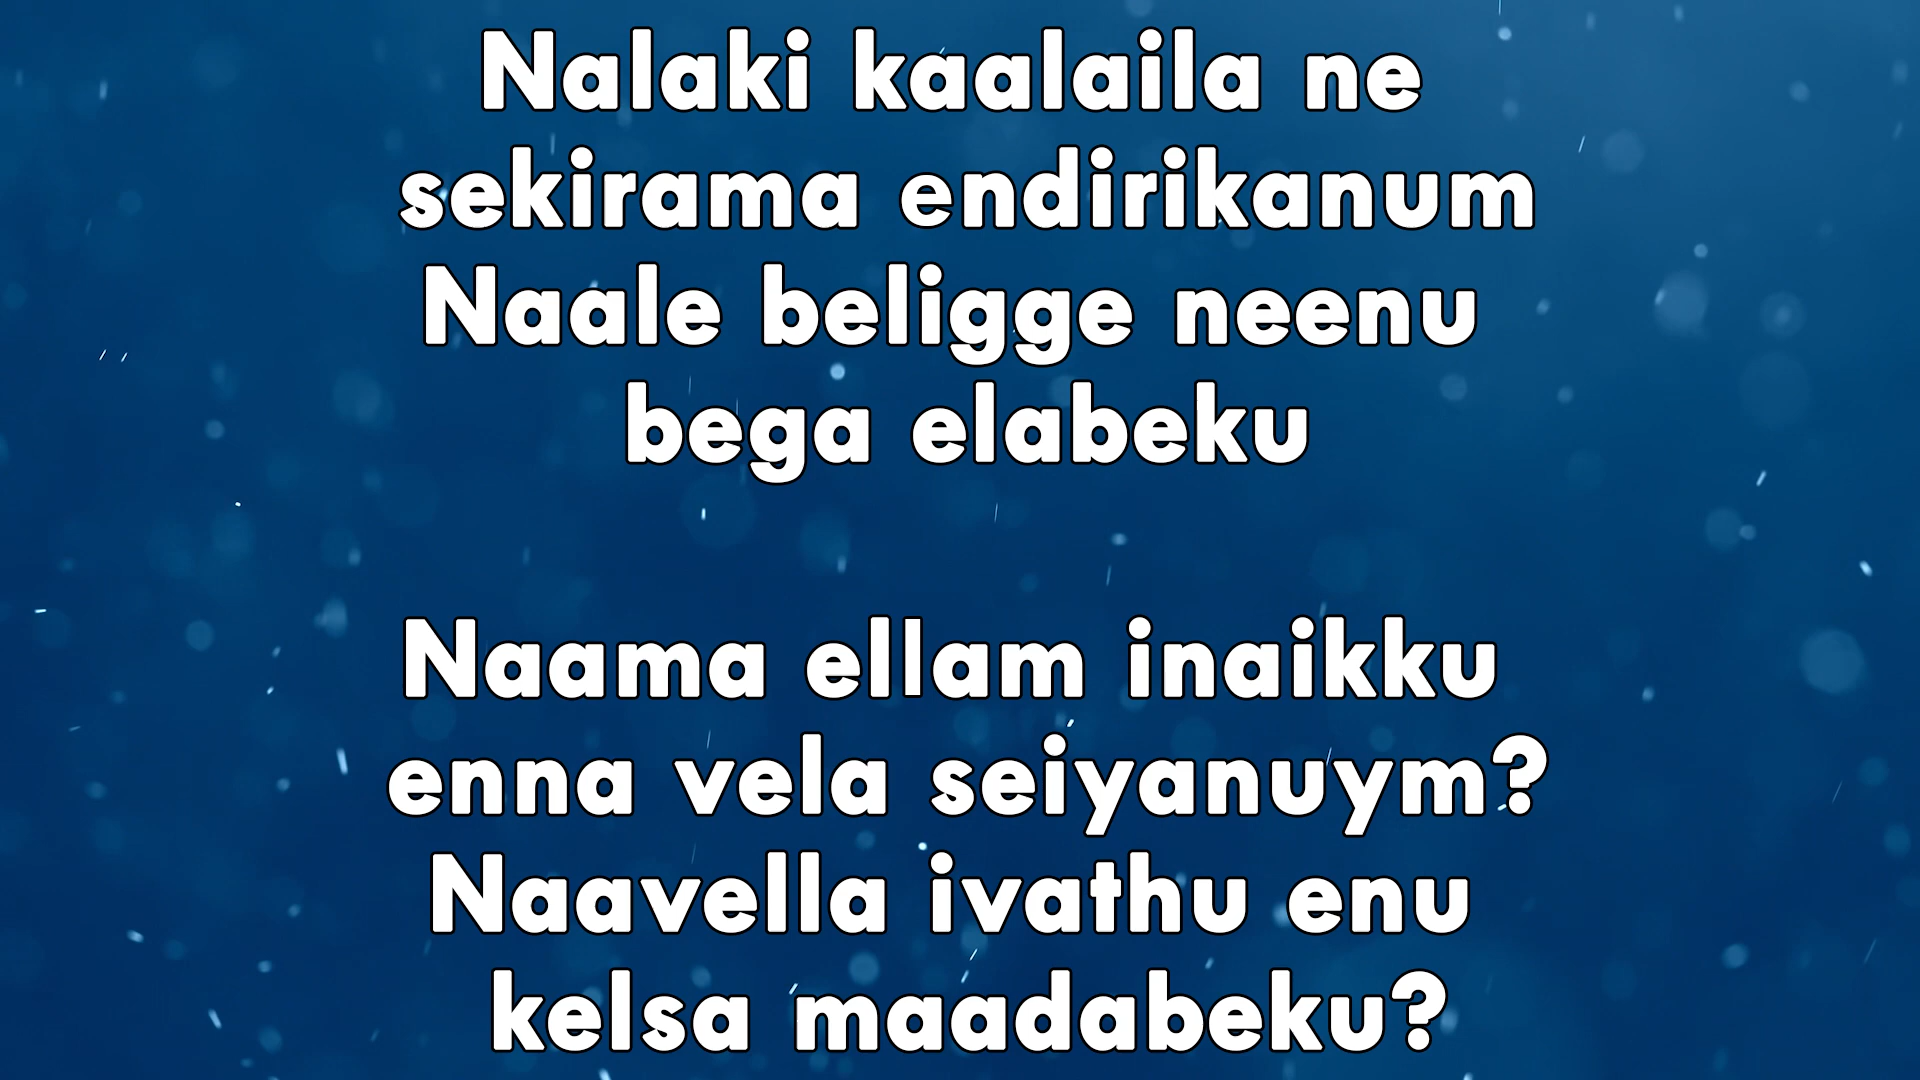 Nalaki kaalaila ne
sekirama endirikanum
Naale beligge neenu
bega elabeku
Naama ellam inaikku
enna vela seiyanuym?
Naavella ivathu enu
kelsa maadabeku?